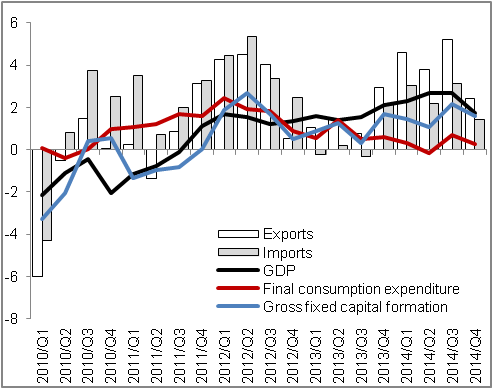 6
4
2
0
-2
-4
-6
-8
Exports
Imports
GDP
Final consumption expenditure
Gross fixed capital formation
2010/Q1
2010/Q2
2010/Q3
2010/Q4
2011/Q1
2011/Q2
2011/Q3
2011/Q4
2012/Q1
2012/Q2
2012/Q3
2012/Q4
2013/Q1
2013/Q2
2013/Q3
2013/Q4
2014/Q1
2014/Q2
2014/Q3
2014/Q4